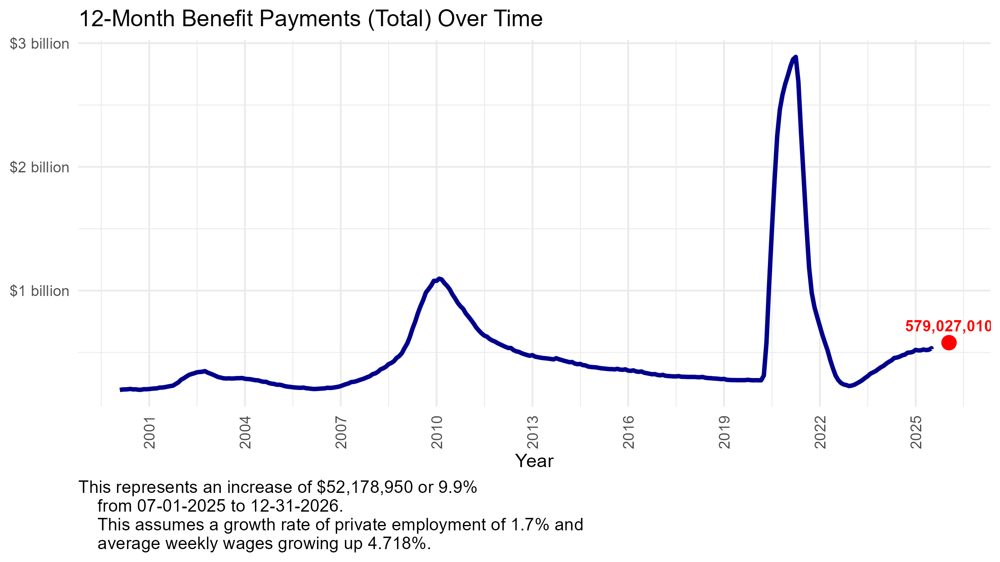 12-Month Benefit Payments (Total) Over Time
$3 billion
$2 billion
$1 billion
579,027,010
2001
2004
2007
2010
2013
2016
2019
2022
2025
Year
This represents an increase of $52,178,950 or 9.9%
from 07-01-2025 to 12-31-2026.
This assumes a growth rate of private employment of 1.7% and
average weekly wages growing up 4.718%.